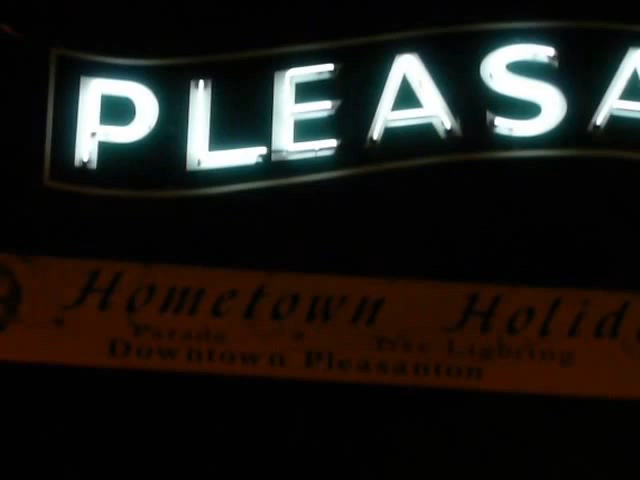 PLEASA
Hometown Holid
Parade Tree Lighting
Downtown Pleasanton